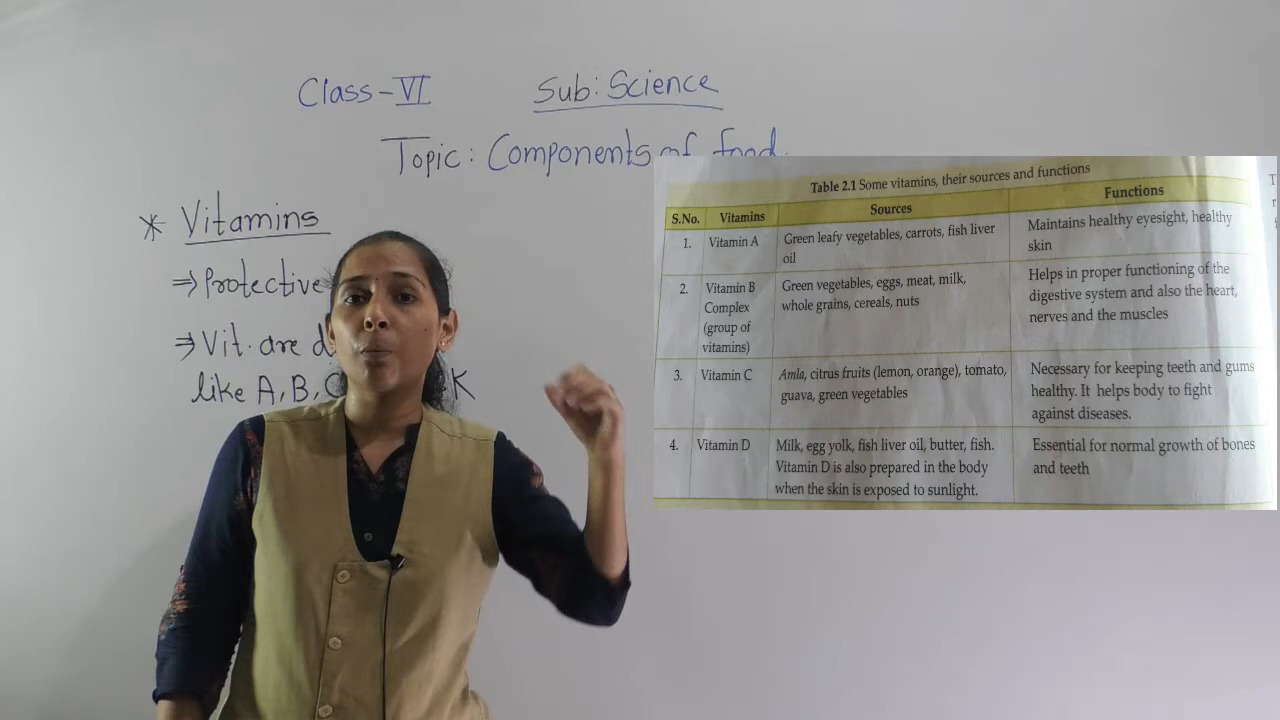 Class-VI Sub: Science
Topic: Components of food.
* Vitamins
⇒ Protective
⇒ Vit. are d
like A, B, C K
Table 2.1 Some vitamins, their sources and functions
S.No. Vitamins Sources Functions
1. Vitamin A Green leafy vegetables, carrots, fish liver Maintains healthy eyesight, healthy
oil skin
2. Vitamin B Green vegetables, eggs, meat, milk, Helps in proper functioning of the
Complex whole grains, cereals, nuts digestive system and also the heart,
(group of nerves and the muscles
vitamins)
3. Vitamin C Amla, citrus fruits (lemon, orange), tomato, Necessary for keeping teeth and gums
guava, green vegetables healthy. It helps body to fight
against diseases.
4. Vitamin D Milk, egg yolk, fish liver oil, butter, fish. Essential for normal growth of bones
Vitamin D is also prepared in the body and teeth
when the skin is exposed to sunlight.